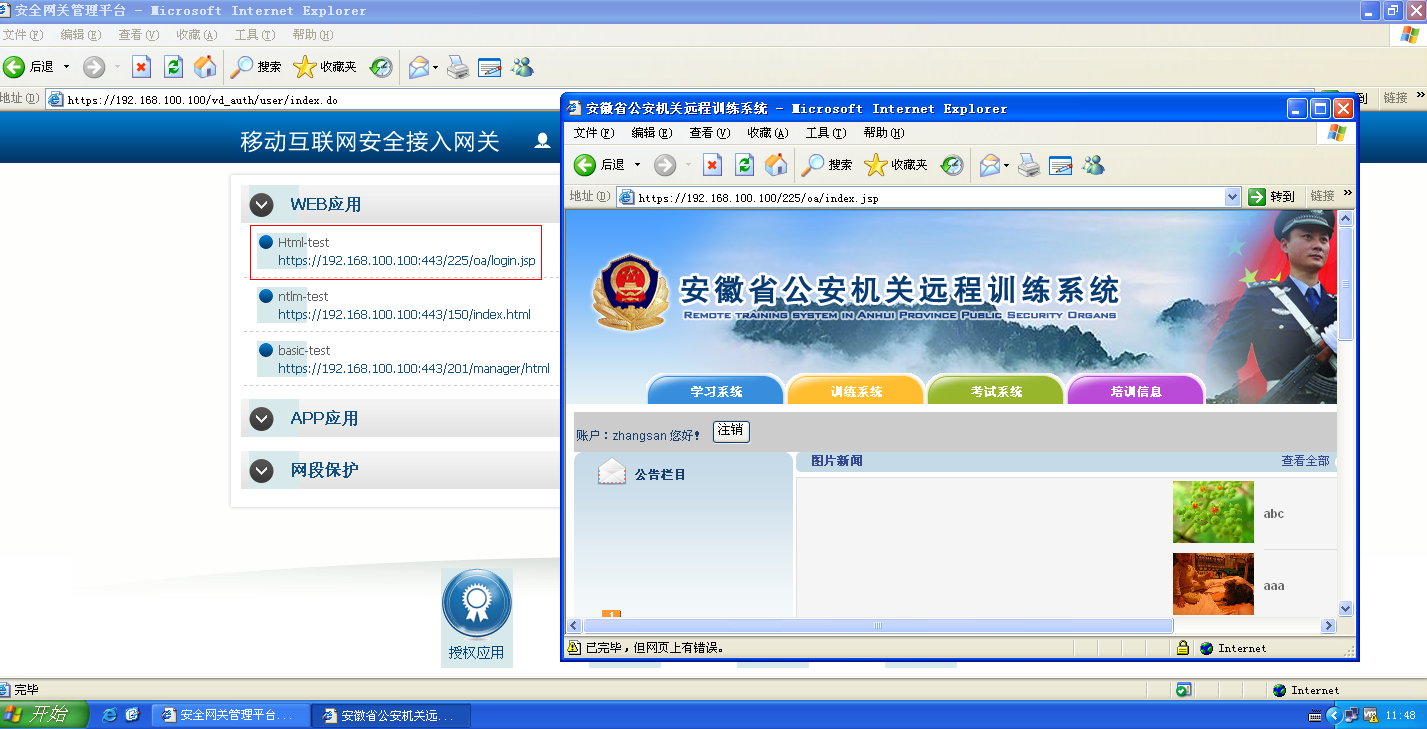 安全网关管理平台 - Microsoft Internet Explorer
文件(F) 编辑(E) 查看(V) 收藏(A) 工具(T) 帮助(H)
后退 搜索 收藏夹
地址(D) https://192.168.100.100/vd_auth/user/index.do 到 链接 »
移动互联网安全接入网关
WEB应用
Html-test
https://192.168.100.100:443/225/oa/login.jsp
ntlm-test
https://192.168.100.100:443/150/index.html
basic-test
https://192.168.100.100:443/201/manager/html
APP应用
网段保护
授权应用
安徽省公安机关远程训练系统 - Microsoft Internet Explorer
文件(F) 编辑(E) 查看(V) 收藏(A) 工具(T) 帮助(H)
后退 搜索 收藏夹
地址(D) https://192.168.100.100/225/oa/index.jsp 转到 链接 »
安徽省公安机关远程训练系统
REMOTE TRAINING SYSTEM IN ANHUI PROVINCE PUBLIC SECURITY ORGANS
学习系统 训练系统 考试系统 培训信息
账户：zhangsan 您好! 注销
公告栏目
图片新闻 查看全部
abc
aaa
1
已完毕，但网页上有错误。 Internet
完毕 Internet
开始 安全网关管理平台... 安徽省公安机关远... 11:48